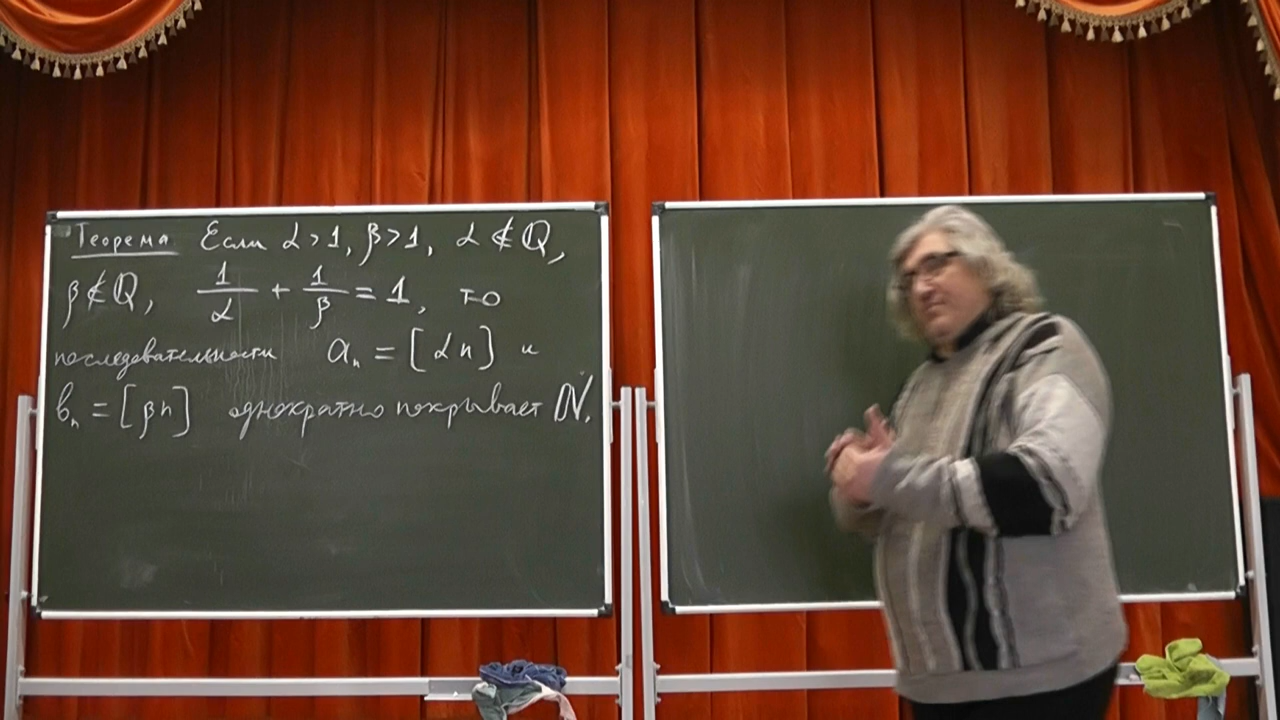 Теорема Если α > 1, β > 1, α ∉ ℚ,
β ∉ ℚ, 1/α + 1/β = 1, то
последовательности aₙ = [αn] и
bₙ = [βn] однократно покрывает ℕ.